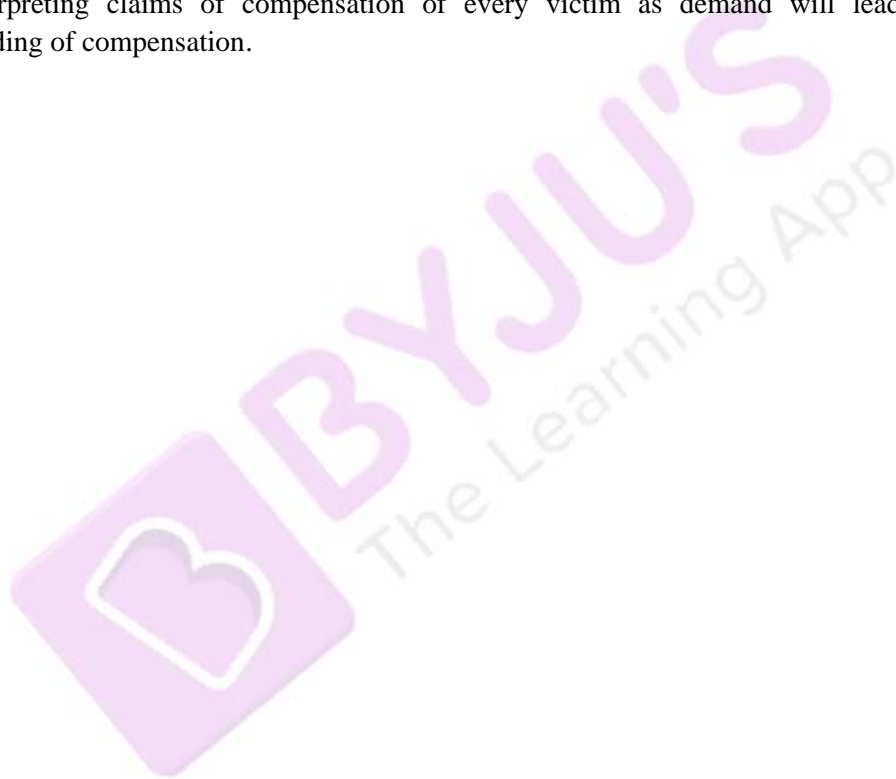 rpreting claims of compensation of every victim as demand will lead
ding of compensation.
BYJU'S
The Learning App